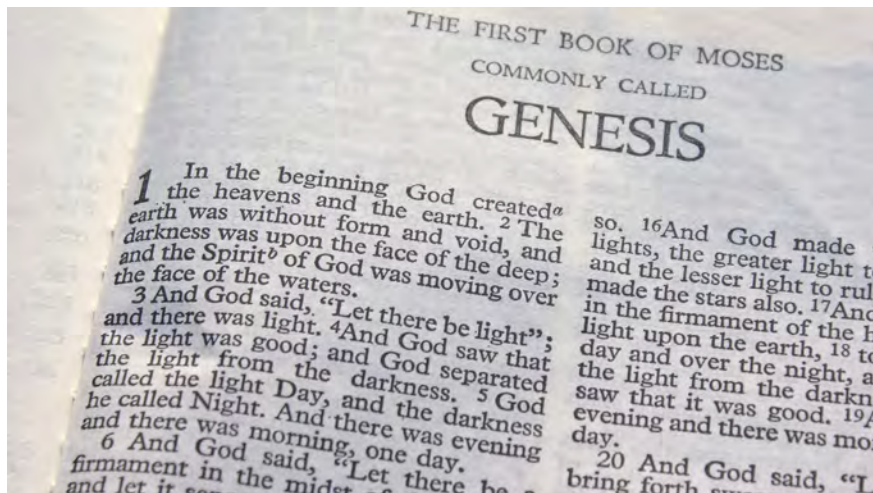 THE FIRST BOOK OF MOSES
COMMONLY CALLED
GENESIS
1 In the beginning God createdᵃ
the heavens and the earth. ² The
earth was without form and void, and
darkness was upon the face of the deep;
and the Spiritᵇ of God was moving over
the face of the waters.
3 And God said, “Let there be light”;
and there was light. ⁴And God saw that
the light was good; and God separated
the light from the darkness. ⁵ God
called the light Day, and the darkness
he called Night. And there was evening
and there was morning, one day.
6 And God said, “Let there be a
firmament in the midst of
and let it
so. ¹⁶And God made
lights, the greater light
and the lesser light to
made the stars also.
in the firmament of the
light upon the earth, ¹⁸
day and over the night,
the light from the
saw that it was good.
evening and there was
day.
20 And God said,
bring forth